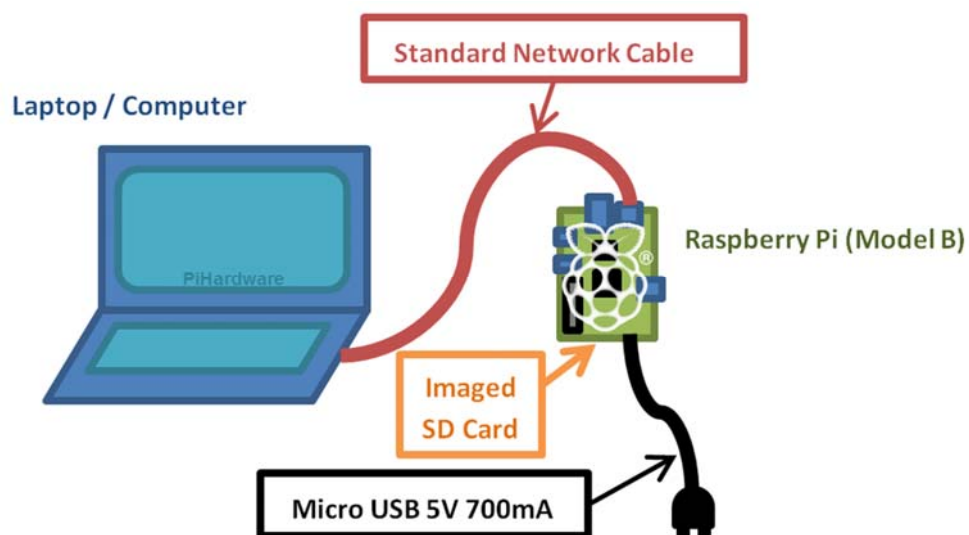 Standard Network Cable
Laptop / Computer
PiHardware
®
Raspberry Pi (Model B)
Imaged
SD Card
Micro USB 5V 700mA